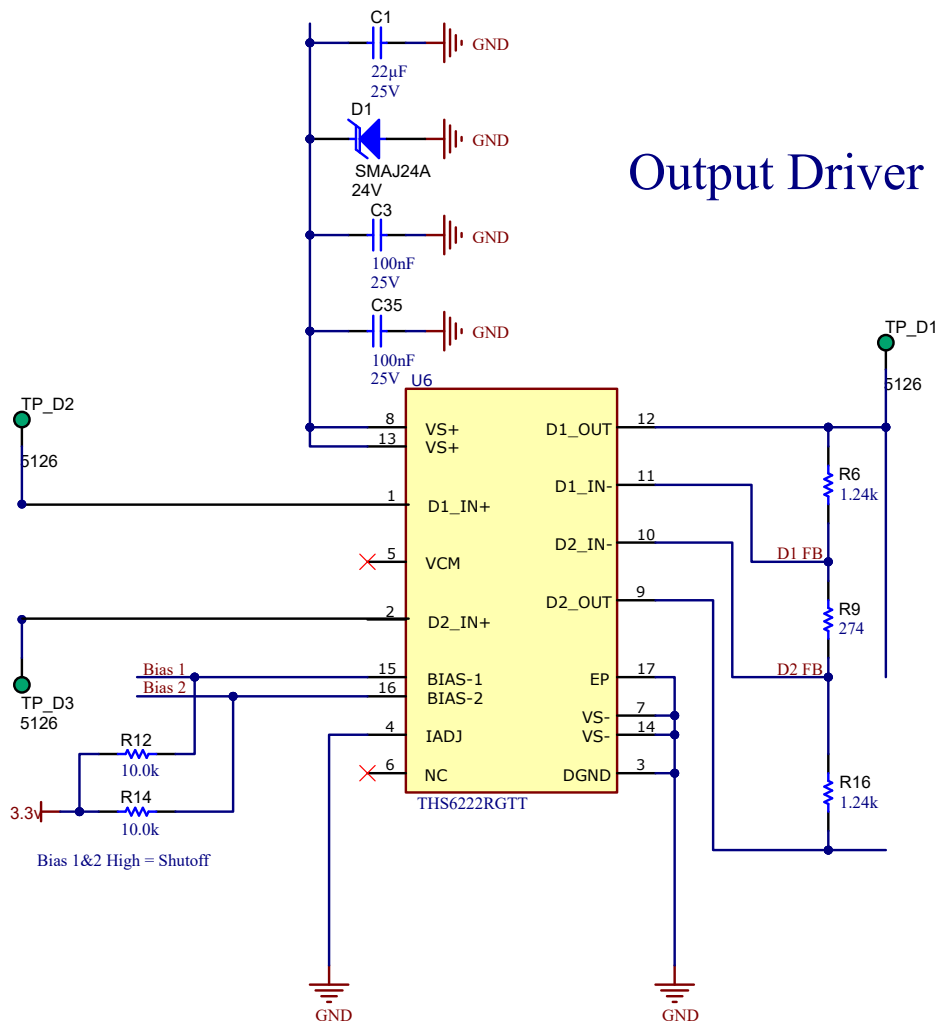 C1
GND
22µF
25V
D1
GND
SMAJ24A
24V
Output Driver
C3
GND
100nF
25V
C35
GND
100nF
25V
TP_D1
5126
U6
TP_D2
5126
8
VS+
13
VS+
D1_OUT
12
1
D1_IN+
D1_IN-
11
R6
1.24k
5
VCM
D2_IN-
10
D1 FB
2
D2_IN+
D2_OUT
9
R9
274
Bias 1
15
BIAS-1
EP
17
D2 FB
Bias 2
16
BIAS-2
TP_D3
5126
VS-
7
4
IADJ
VS-
14
R12
10.0k
6
NC
DGND
3
R16
1.24k
R14
10.0k
3.3v
THS6222RGTT
Bias 1&2 High = Shutoff
GND
GND